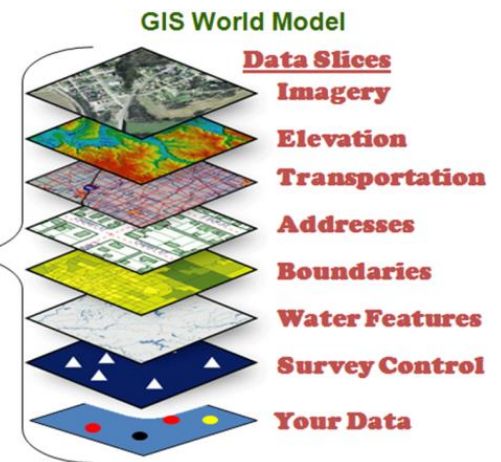 GIS World Model
Data Slices
Imagery
Elevation
Transportation
Addresses
Boundaries
Water Features
Survey Control
Your Data